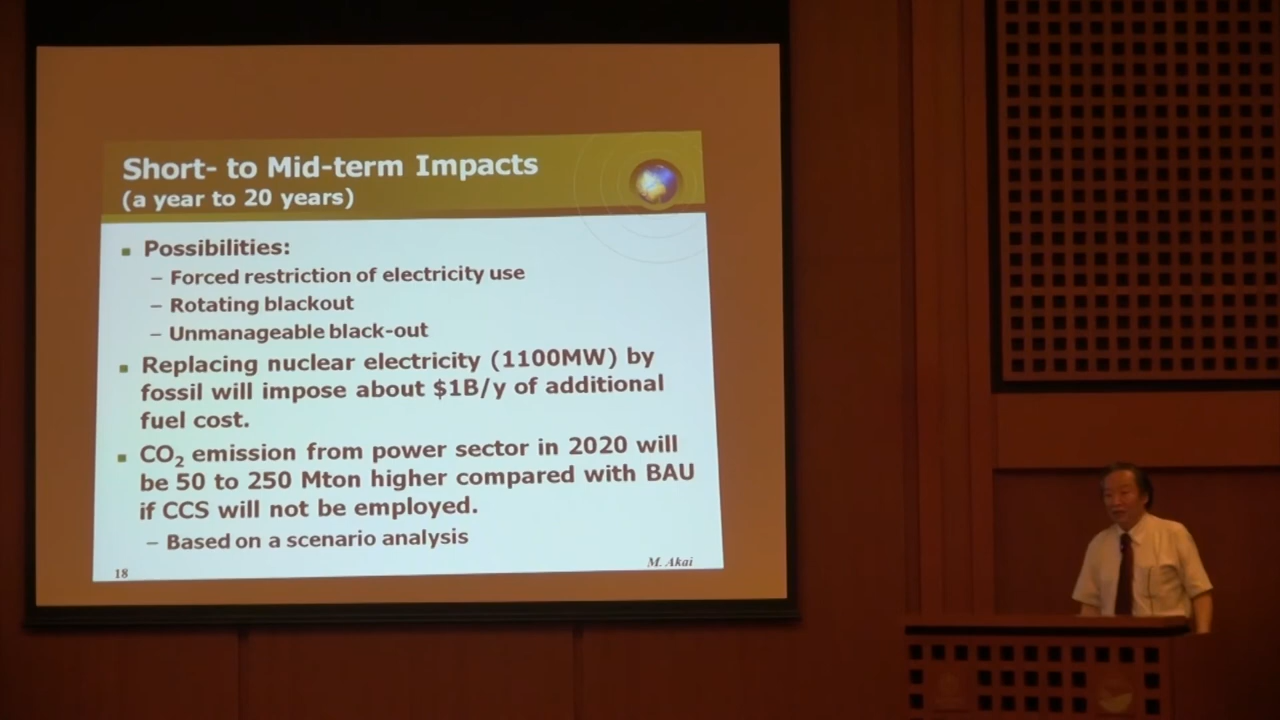 Short- to Mid-term Impacts
(a year to 20 years)
▪ Possibilities:
– Forced restriction of electricity use
– Rotating blackout
– Unmanageable black-out
▪ Replacing nuclear electricity (1100MW) by
fossil will impose about $1B/y of additional
fuel cost.
▪ CO₂ emission from power sector in 2020 will
be 50 to 250 Mton higher compared with BAU
if CCS will not be employed.
– Based on a scenario analysis
18
M. Akai